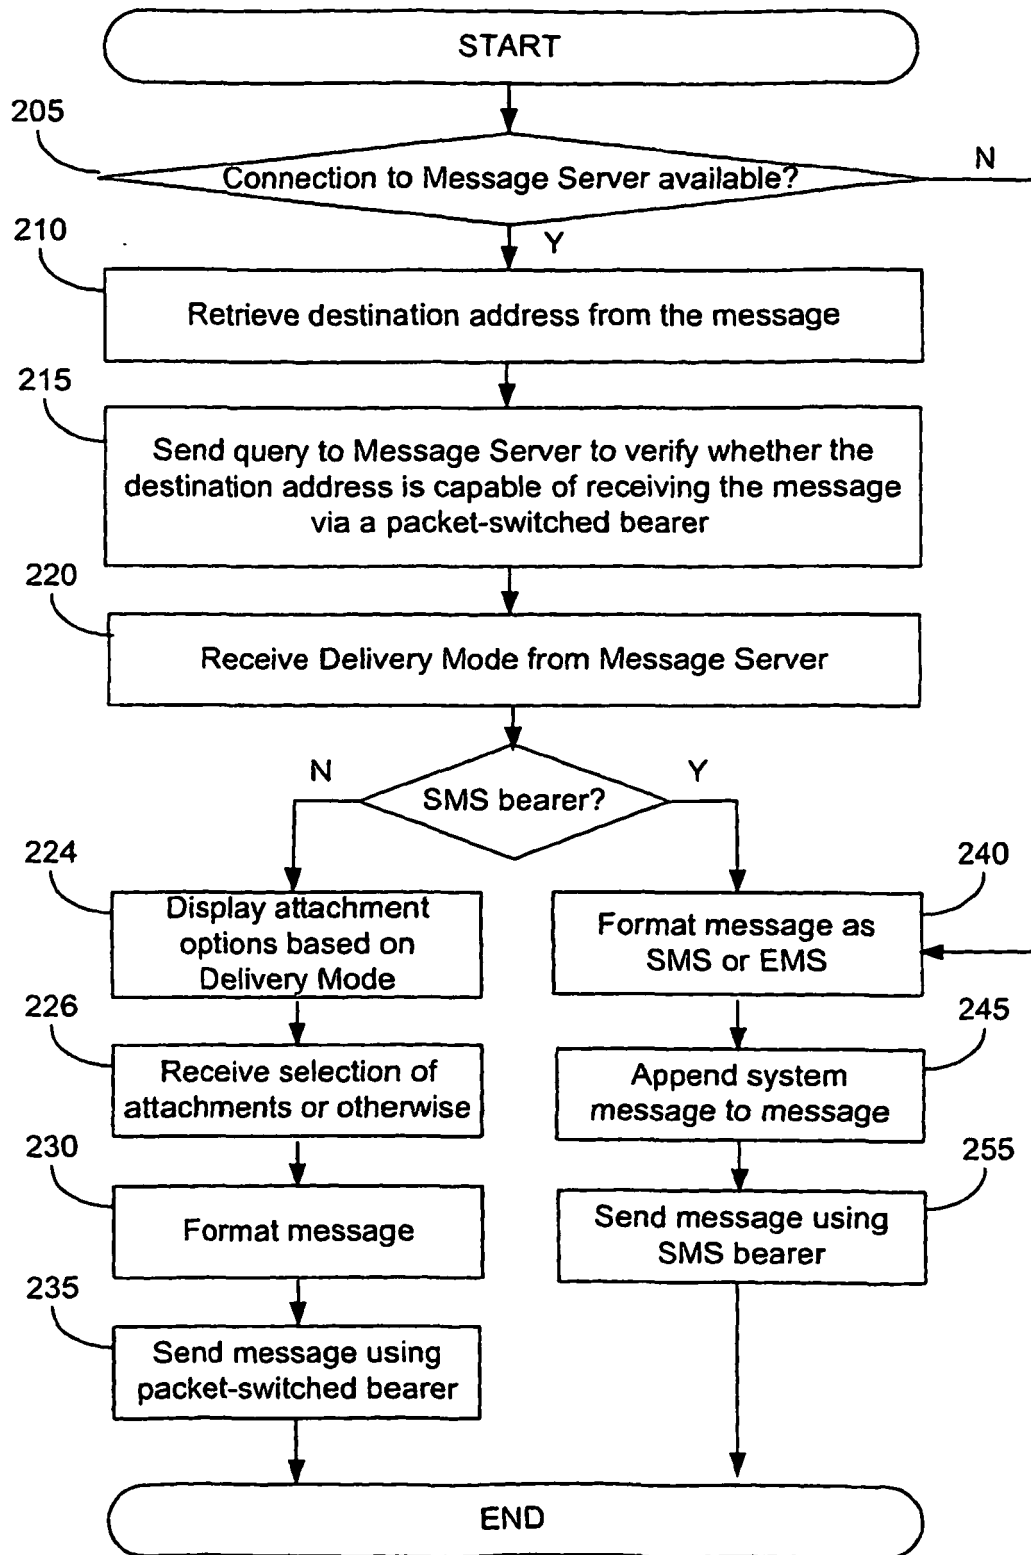 START
205
Connection to Message Server available?
N
210
Y
Retrieve destination address from the message
215
Send query to Message Server to verify whether the
destination address is capable of receiving the message
via a packet-switched bearer
220
Receive Delivery Mode from Message Server
N
Y
SMS bearer?
224
Display attachment
options based on
Delivery Mode
240
Format message as
SMS or EMS
226
Receive selection of
attachments or otherwise
245
Append system
message to message
230
Format message
255
Send message using
SMS bearer
235
Send message using
packet-switched bearer
END